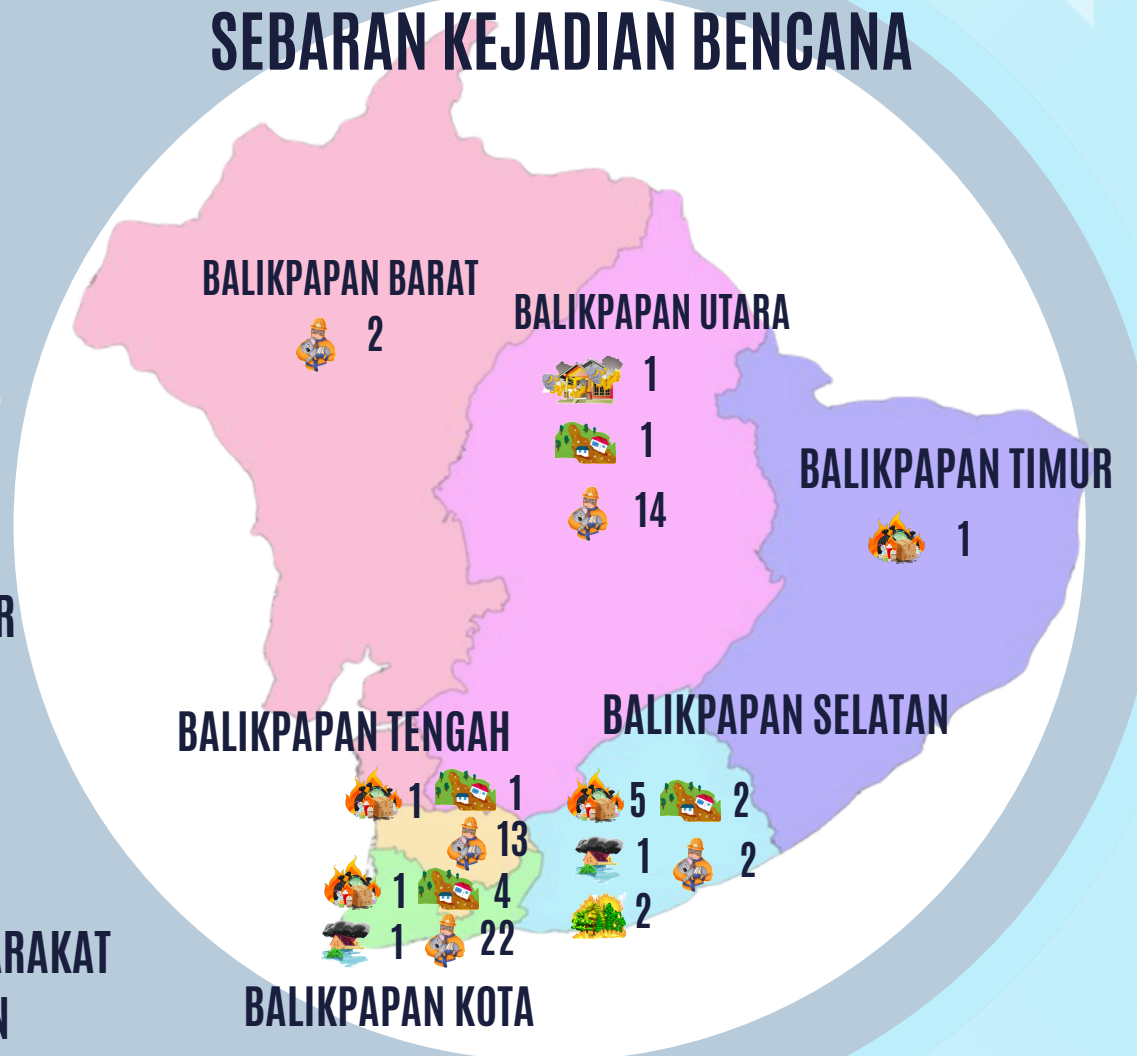 SEBARAN KEJADIAN BENCANA
BALIKPAPAN BARAT
2
BALIKPAPAN UTARA
1
1
14
BALIKPAPAN TIMUR
1
R
BALIKPAPAN TENGAH
1 1
13
BALIKPAPAN SELATAN
5 2
1 2
2
1 4
1 22
BALIKPAPAN KOTA
ARAKAT
N